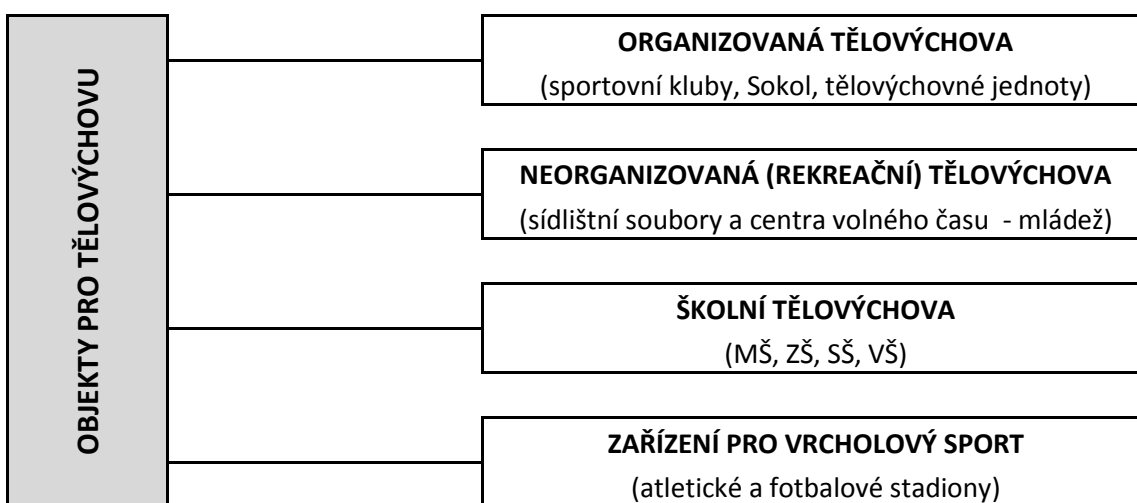 OBJEKTY PRO TĚLOVÝCHOVU
ORGANIZOVANÁ TĚLOVÝCHOVA
(sportovní kluby, Sokol, tělovýchovné jednoty)
NEORGANIZOVANÁ (REKREAČNÍ) TĚLOVÝCHOVA
(sídlištní soubory a centra volného času - mládež)
ŠKOLNÍ TĚLOVÝCHOVA
(MŠ, ZŠ, SŠ, VŠ)
ZAŘÍZENÍ PRO VRCHOLOVÝ SPORT
(atletické a fotbalové stadiony)